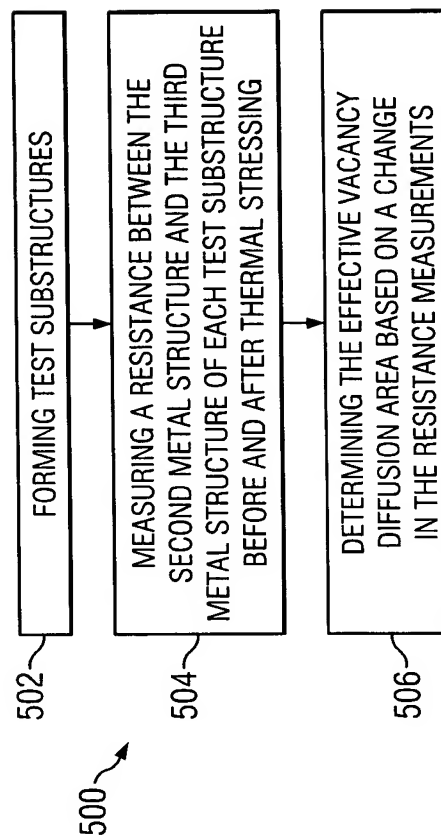 500
502
FORMING TEST SUBSTRUCTURES
504
MEASURING A RESISTANCE BETWEEN THE
SECOND METAL STRUCTURE AND THE THIRD
METAL STRUCTURE OF EACH TEST SUBSTRUCTURE
BEFORE AND AFTER THERMAL STRESSING
506
DETERMINING THE EFFECTIVE VACANCY
DIFFUSION AREA BASED ON A CHANGE
IN THE RESISTANCE MEASUREMENTS